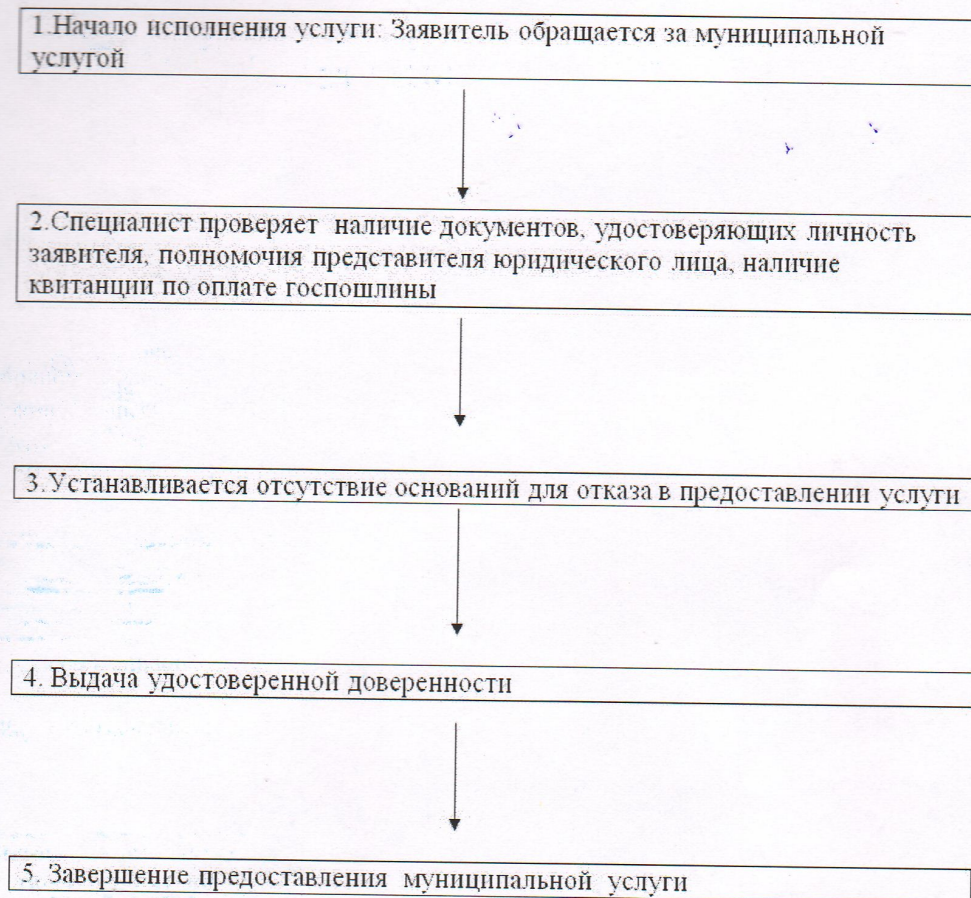 1.Начало исполнения услуги: Заявитель обращается за муниципальной
услугой
2.Специалист проверяет наличие документов, удостоверяющих личность
заявителя, полномочия представителя юридического лица, наличие
квитанции по оплате госпошлины
3.Устанавливается отсутствие оснований для отказа в предоставлении услуги
4. Выдача удостоверенной доверенности
5. Завершение предоставления муниципальной услуги